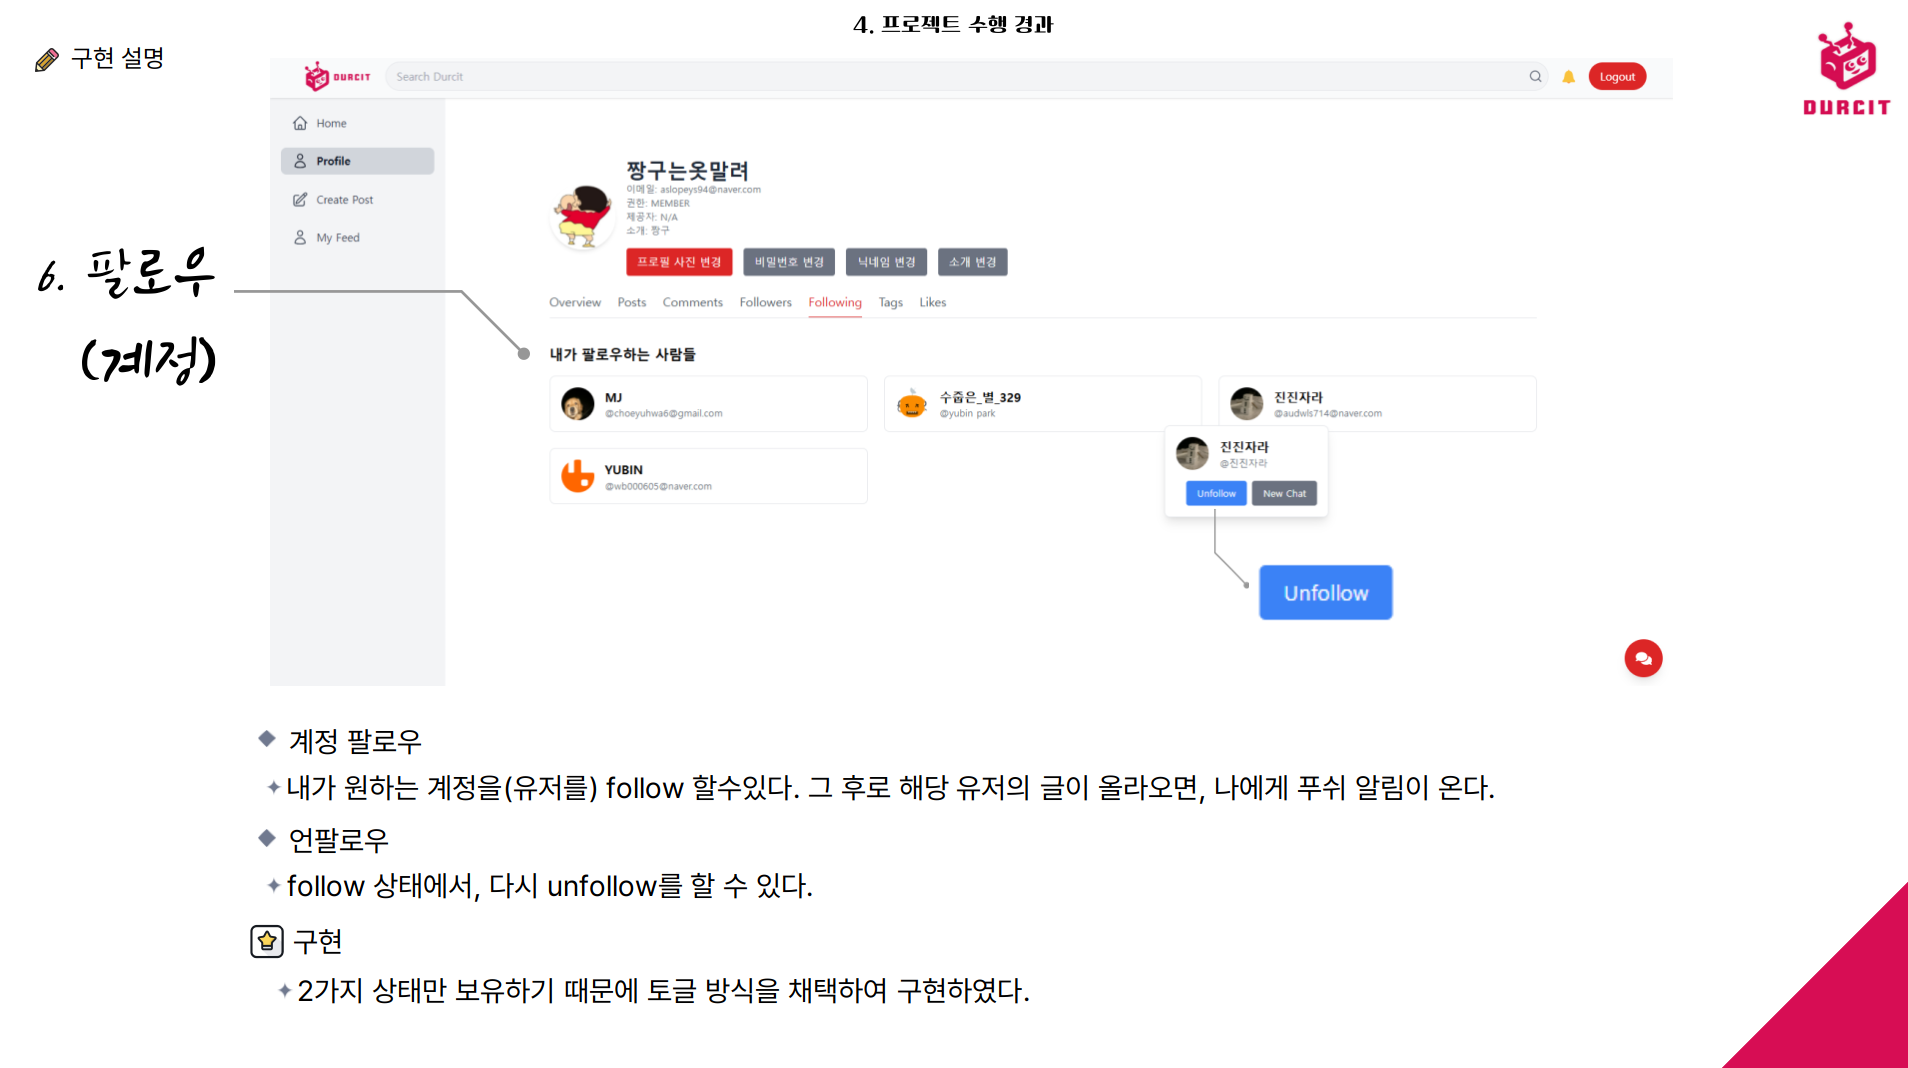 4. 프로젝트 수행 경과
구현 설명
DURCIT
DURCIT
Search Durcit
Logout
Home
Profile
Create Post
My Feed
6. 팔로우
(계정)
짱구는옷말려
이메일: aslopeys94@naver.com
권한: MEMBER
제공자: N/A
소개: 짱구
프로필 사진 변경
비밀번호 변경
닉네임 변경
소개 변경
Overview Posts Comments Followers Following Tags Likes
내가 팔로우하는 사람들
MJ
@choeyuhwa6@gmail.com
수줍은_별_329
@yubin park
진진자라
@audwls714@naver.com
YUBIN
@wb000605@naver.com
진진자라
@진진자라
Unfollow
New Chat
Unfollow
계정 팔로우
내가 원하는 계정을(유저를) follow 할수있다. 그 후로 해당 유저의 글이 올라오면, 나에게 푸쉬 알림이 온다.
언팔로우
follow 상태에서, 다시 unfollow를 할 수 있다.
구현
2가지 상태만 보유하기 때문에 토글 방식을 채택하여 구현하였다.